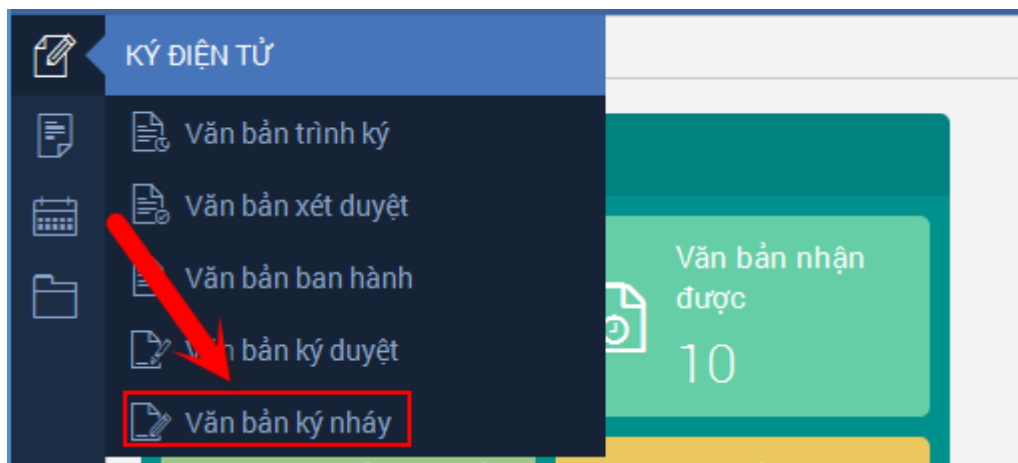 KÝ ĐIỆN TỬ
Văn bản trình ký
Văn bản xét duyệt
Văn bản ban hành
bản ký duyệt
Văn bản ký nháy
Văn bản nhận
được
10